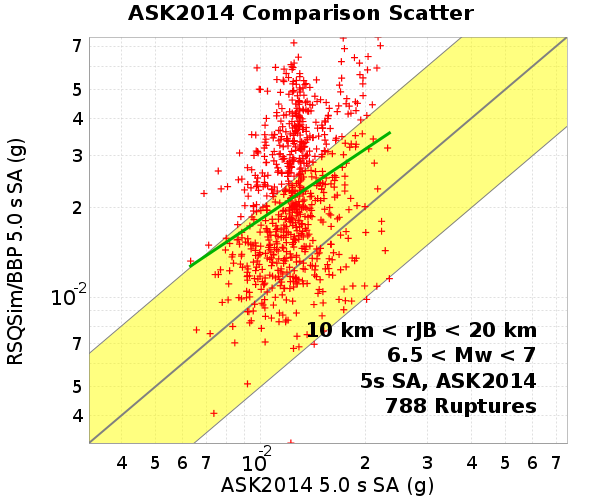 ASK2014 Comparison Scatter
RSQSim/BBP 5.0 s SA (g)
7
5
4
3
2
10-2
7
5
4
10 km < rJB < 20 km
6.5 < Mw < 7
5s SA, ASK2014
788 Ruptures
4 5 6 7 10-2 2 3 4 5 6 7
ASK2014 5.0 s SA (g)